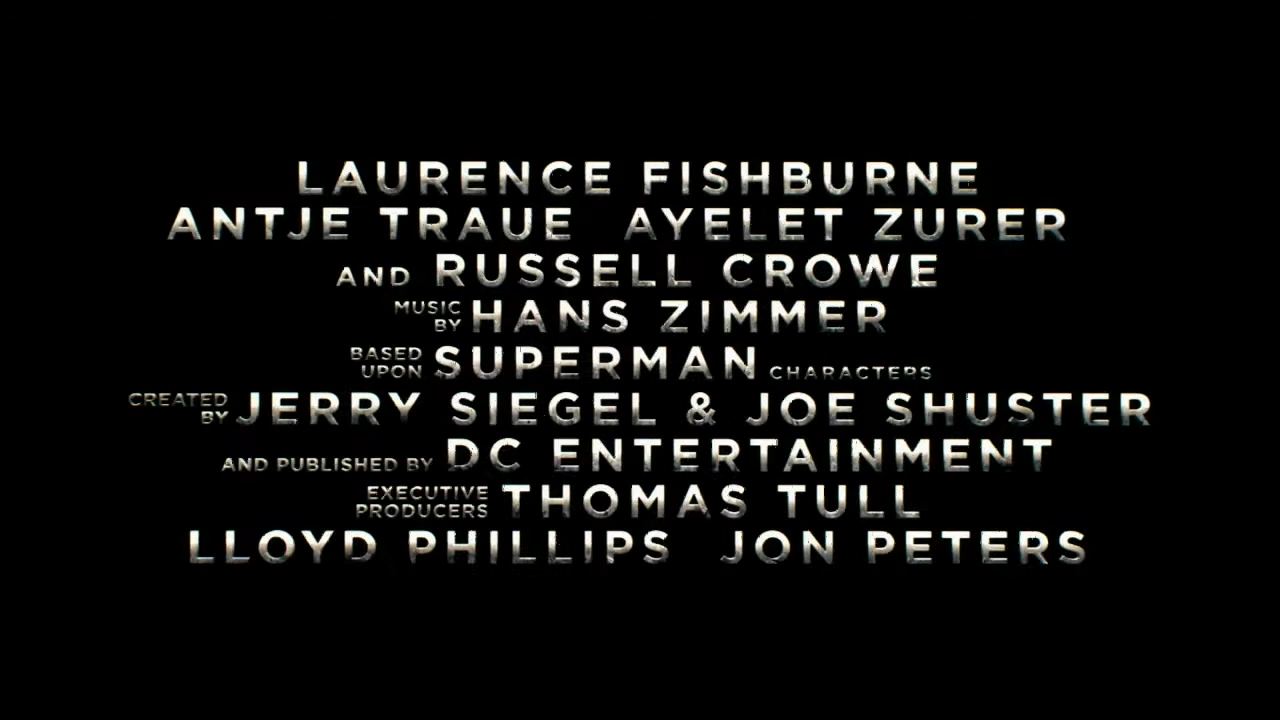 LAURENCE FISHBURNE
ANTJE TRAUE AYELET ZURER
AND RUSSELL CROWE
MUSIC BY HANS ZIMMER
BASED UPON SUPERMAN CHARACTERS
CREATED BY JERRY SIEGEL & JOE SHUSTER
AND PUBLISHED BY DC ENTERTAINMENT
EXECUTIVE PRODUCERS THOMAS TULL
LLOYD PHILLIPS JON PETERS